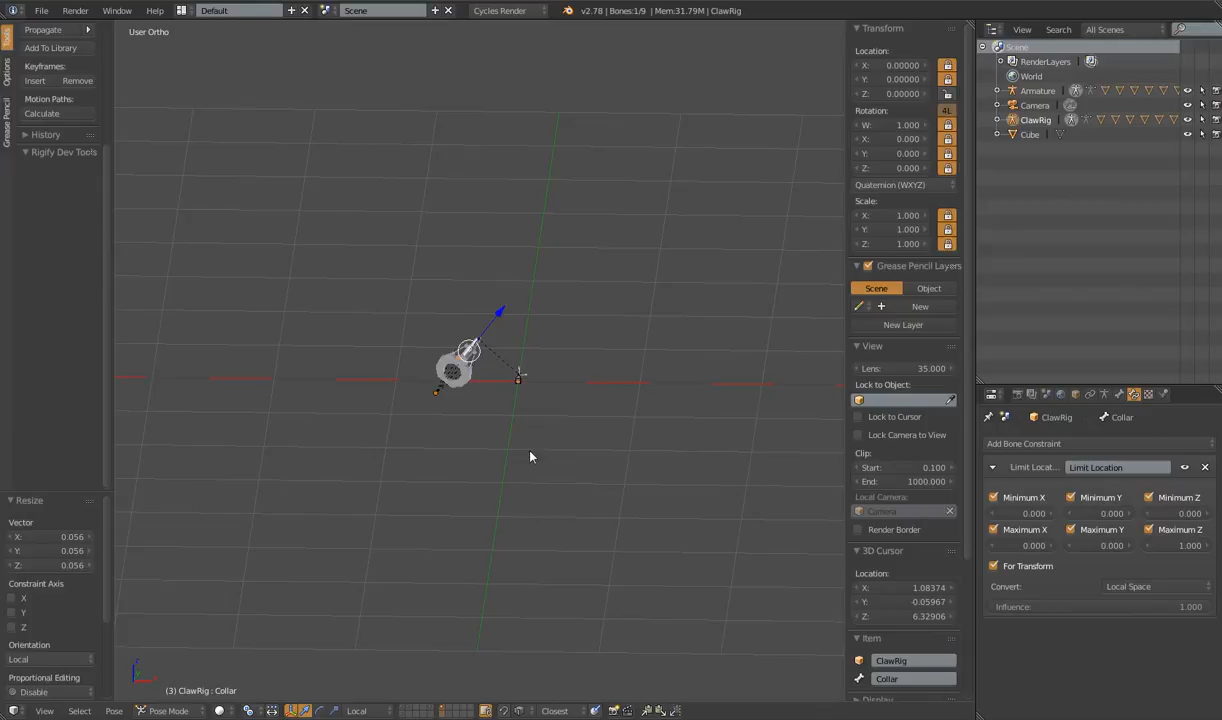 File Render Window Help Default Scene Cycles Render v2.78 | Bones:1/9 | Mem:31.79M | ClawRig
User Ortho
Tools
Options
Grease Pencil
Propagate
Add To Library
Keyframes:
Insert Remove
Motion Paths:
Calculate
History
Rigify Dev Tools
Resize
Vector
X: 0.056
Y: 0.056
Z: 0.056
Constraint Axis
X
Y
Z
Orientation
Local
Proportional Editing
Disable
(3) ClawRig : Collar
View Select Pose Pose Mode Local Closest
Transform
Location:
X: 0.00000
Y: 0.00000
Z: 0.00000
Rotation: 4L
W: 1.000
X: 0.000
Y: 0.000
Z: 0.000
Quaternion (WXYZ)
Scale:
X: 1.000
Y: 1.000
Z: 1.000
Grease Pencil Layers
Scene Object
New
New Layer
View
Lens: 35.000
Lock to Object:
Lock to Cursor
Lock Camera to View
Clip:
Start: 0.100
End: 1000.000
Local Camera:
Camera
Render Border
3D Cursor
Location:
X: 1.08374
Y: -0.05967
Z: 6.32906
Item
ClawRig
Collar
Display
View Search All Scenes
Scene
RenderLayers
World
Armature
Camera
ClawRig
Cube
ClawRig Collar
Add Bone Constraint
Limit Locat... Limit Location
Minimum X Minimum Y Minimum Z
0.000 0.000 0.000
Maximum X Maximum Y Maximum Z
0.000 0.000 1.000
For Transform
Convert: Local Space
Influence: 1.000